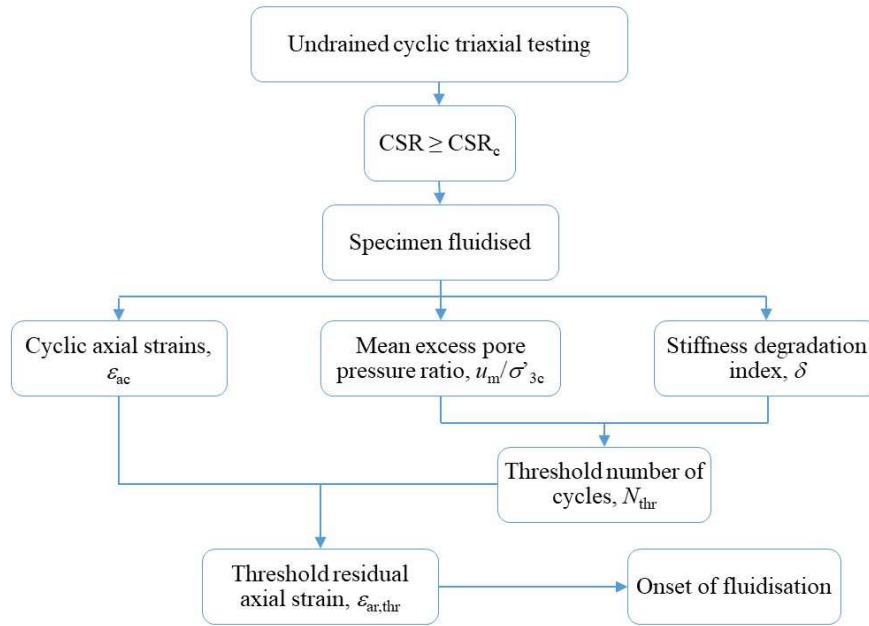 Undrained cyclic triaxial testing
CSR ≥ CSRc
Specimen fluidised
Cyclic axial strains,
εac
Mean excess pore
pressure ratio, um/σ’3c
Stiffness degradation
index, δ
Threshold number of
cycles, Nthr
Threshold residual
axial strain, εar,thr
Onset of fluidisation